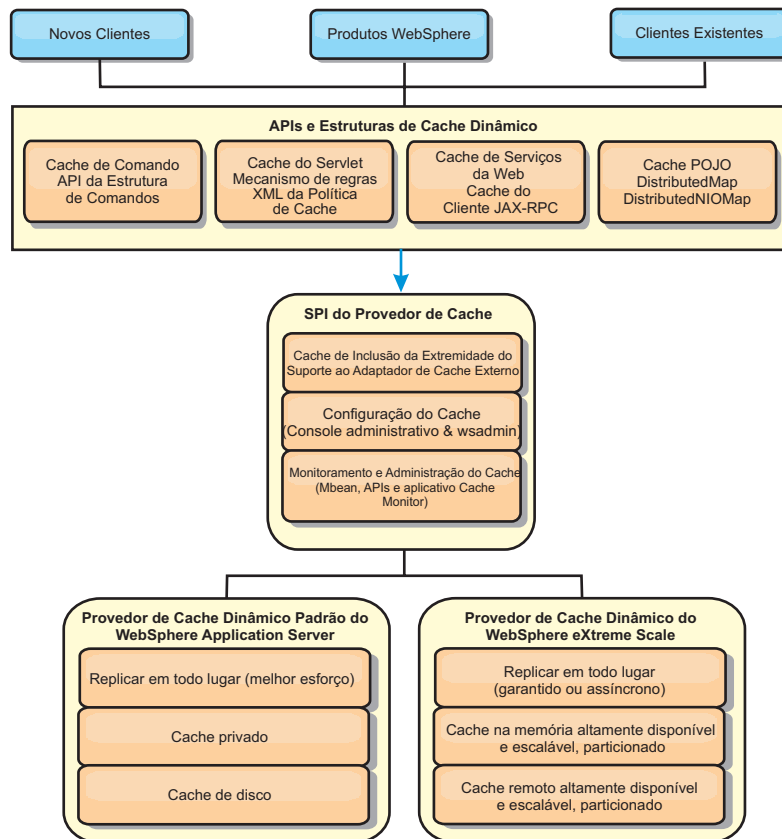 Novos Clientes
Produtos WebSphere
Clientes Existentes
APIs e Estruturas de Cache Dinâmico
Cache de Comando
API da Estrutura
de Comandos
Cache do Servlet
Mecanismo de regras
XML da Política
de Cache
Cache de Serviços
da Web
Cache do
Cliente JAX-RPC
Cache POJO
DistributedMap
DistributedNIOMap
SPI do Provedor de Cache
Cache de Inclusão da Extremidade do
Suporte ao Adaptador de Cache Externo
Configuração do Cache
(Console administrativo & wsadmin)
Monitoramento e Administração do Cache
(Mbean, APIs e aplicativo Cache
Monitor)
Provedor de Cache Dinâmico Padrão do
WebSphere Application Server
Replicar em todo lugar (melhor esforço)
Cache privado
Cache de disco
Provedor de Cache Dinâmico do
WebSphere eXtreme Scale
Replicar em todo lugar
(garantido ou assíncrono)
Cache na memória altamente disponível
e escalável, particionado
Cache remoto altamente disponível
e escalável, particionado